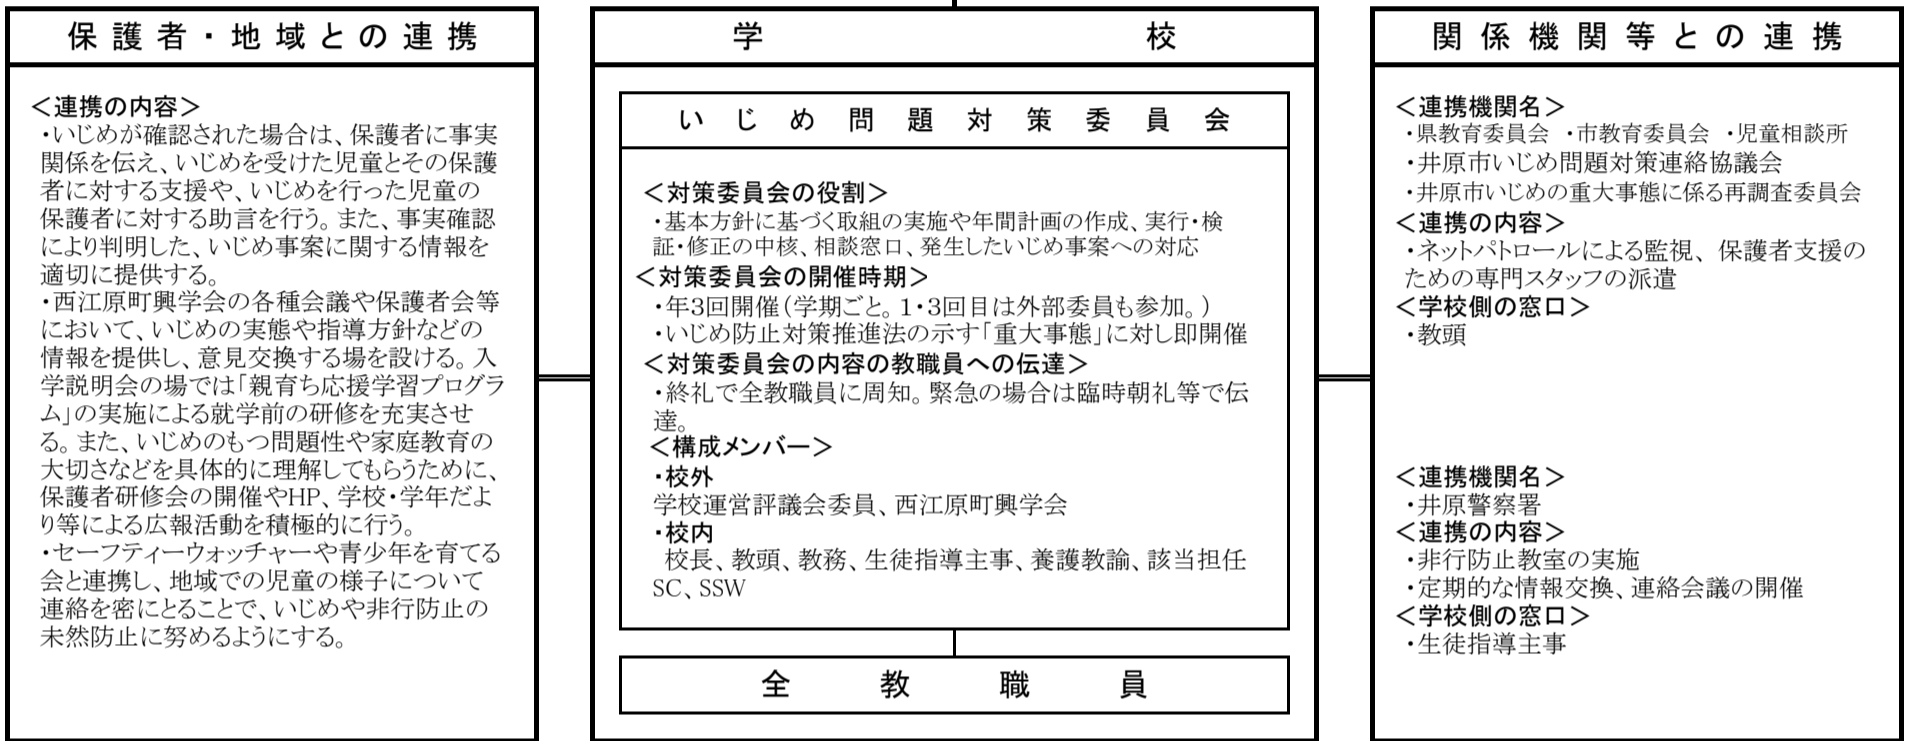 保護者・地域との連携
＜連携の内容＞
・いじめが確認された場合は、保護者に事実
関係を伝え、いじめを受けた児童とその保護
者に対する支援や、いじめを行った児童の
保護者に対する助言を行う。また、事実確認
により判明した、いじめ事案に関する情報を
適切に提供する。
・西江原町興学会の各種会議や保護者会等
において、いじめの実態や指導方針などの
情報を提供し、意見交換する場を設ける。入
学説明会の場では「親育ち応援学習プログラ
ム」の実施による就学前の研修を充実させ
る。また、いじめのもつ問題性や家庭教育の
大切さなどを具体的に理解してもらうために、
保護者研修会の開催やHP、学校・学年だよ
り等による広報活動を積極的に行う。
・セーフティーウォッチャーや青少年を育てる
会と連携し、地域での児童の様子について
連絡を密にとることで、いじめや非行防止の
未然防止に努めるようにする。
学校
いじめ問題対策委員会
＜対策委員会の役割＞
・基本方針に基づく取組の実施や年間計画の作成、実行・検
証・修正の中核、相談窓口、発生したいじめ事案への対応
＜対策委員会の開催時期＞
・年３回開催（学期ごと。１・３回目は外部委員も参加。）
・いじめ防止対策推進法の示す「重大事態」に対し即開催
＜対策委員会の内容の教職員への伝達＞
・終礼で全教職員に周知。緊急の場合は臨時朝礼等で伝
達。
＜構成メンバー＞
・校外
学校運営評議会委員、西江原町興学会
・校内
校長、教頭、教務、生徒指導主事、養護教諭、該当担任
SC、SSW
全教職員
関係機関等との連携
＜連携機関名＞
・県教育委員会　・市教育委員会　・児童相談所
・井原市いじめ問題対策連絡協議会
・井原市いじめの重大事態に係る再調査委員会
＜連携の内容＞
・ネットパトロールによる監視、保護者支援の
ための専門スタッフの派遣
＜学校側の窓口＞
・教頭
＜連携機関名＞
・井原警察署
＜連携の内容＞
・非行防止教室の実施
・定期的な情報交換、連絡会議の開催
＜学校側の窓口＞
・生徒指導主事